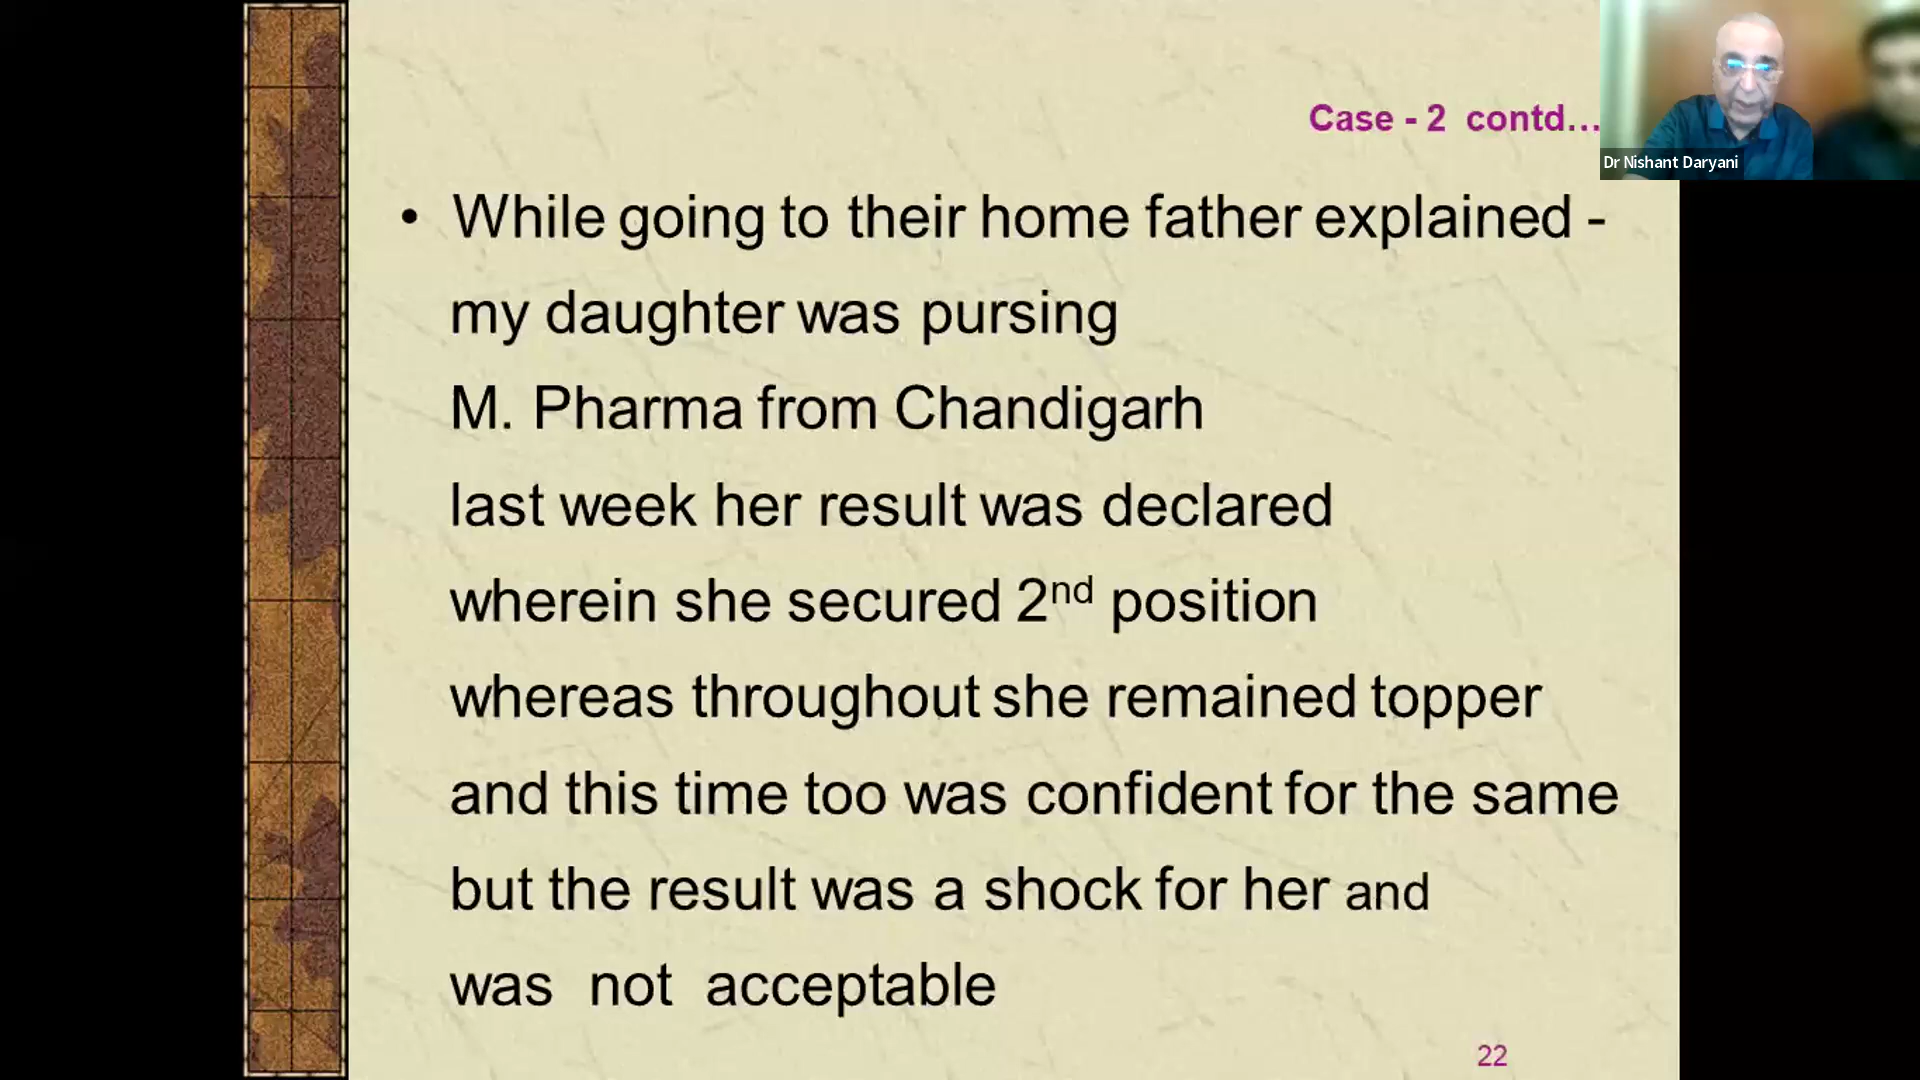 Case - 2 contd...
Dr Nishant Daryani
• While going to their home father explained -
my daughter was pursing
M. Pharma from Chandigarh
last week her result was declared
wherein she secured 2nd position
whereas throughout she remained topper
and this time too was confident for the same
but the result was a shock for her and
was not acceptable
22